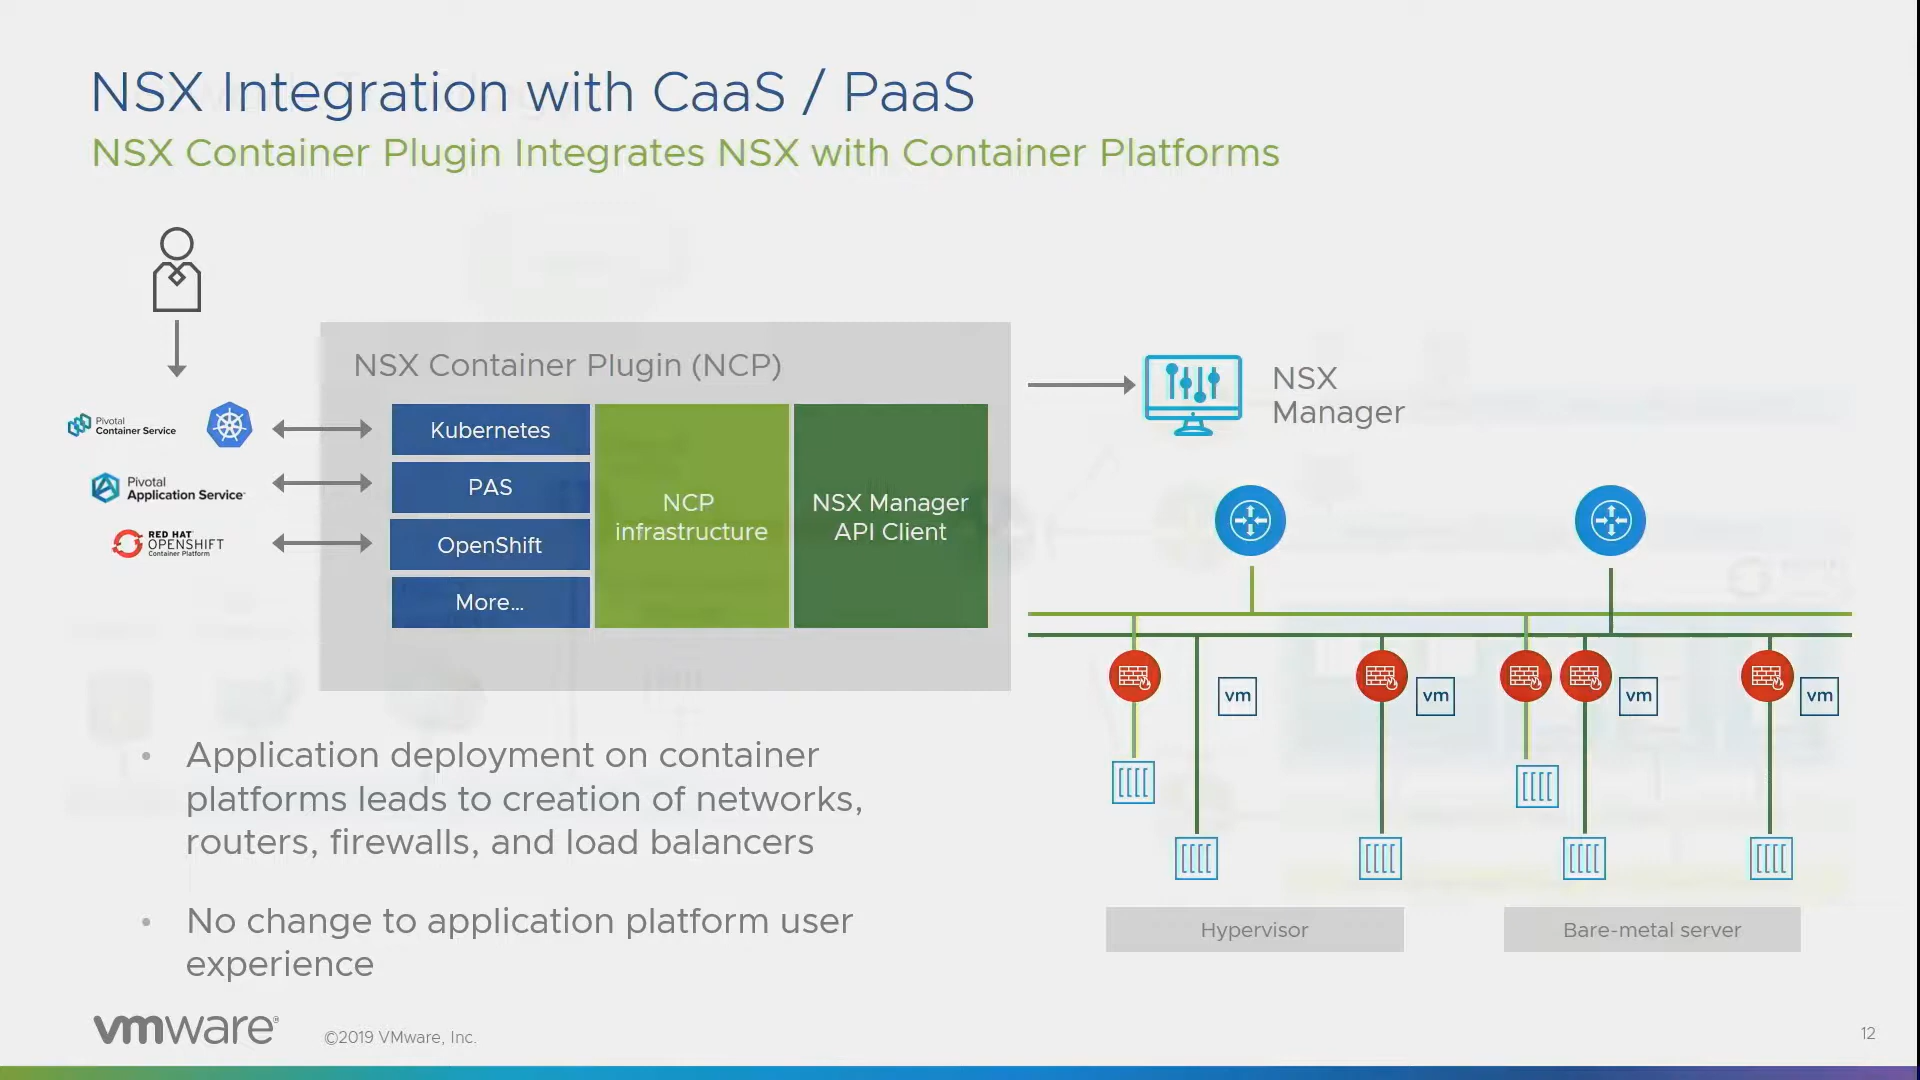 NSX Integration with CaaS / PaaS
NSX Container Plugin Integrates NSX with Container Platforms
NSX Container Plugin (NCP)
Pivotal
Container Service
Kubernetes
Pivotal
Application Service
PAS
RED HAT
OPENSHIFT
Container Platform
OpenShift
More...
NCP
infrastructure
NSX Manager
API Client
NSX
Manager
vm
vm
vm
vm
Hypervisor
Bare-metal server
• Application deployment on container
platforms leads to creation of networks,
routers, firewalls, and load balancers
• No change to application platform user
experience
vmware®
©2019 VMware, Inc.
12